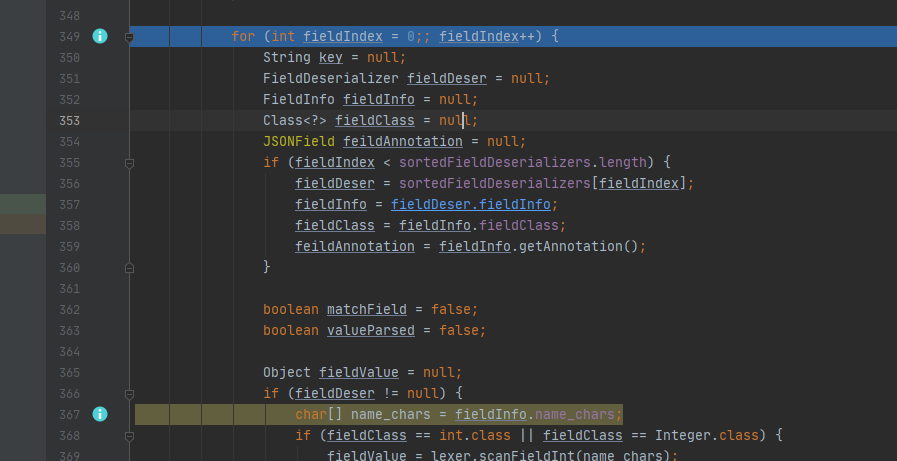 348
349 for (int fieldIndex = 0;; fieldIndex++) {
350 String key = null;
351 FieldDeserializer fieldDeser = null;
352 FieldInfo fieldInfo = null;
353 Class<?> fieldClass = null;
354 JSONField feildAnnotation = null;
355 if (fieldIndex < sortedFieldDeserializers.length) {
356 fieldDeser = sortedFieldDeserializers[fieldIndex];
357 fieldInfo = fieldDeser.fieldInfo;
358 fieldClass = fieldInfo.fieldClass;
359 feildAnnotation = fieldInfo.getAnnotation();
360 }
361
362 boolean matchField = false;
363 boolean valueParsed = false;
364
365 Object fieldValue = null;
366 if (fieldDeser != null) {
367 char[] name_chars = fieldInfo.name_chars;
368 if (fieldClass == int.class || fieldClass == Integer.class) {
369 fieldValue = lexer.scanFieldInt(name_chars);